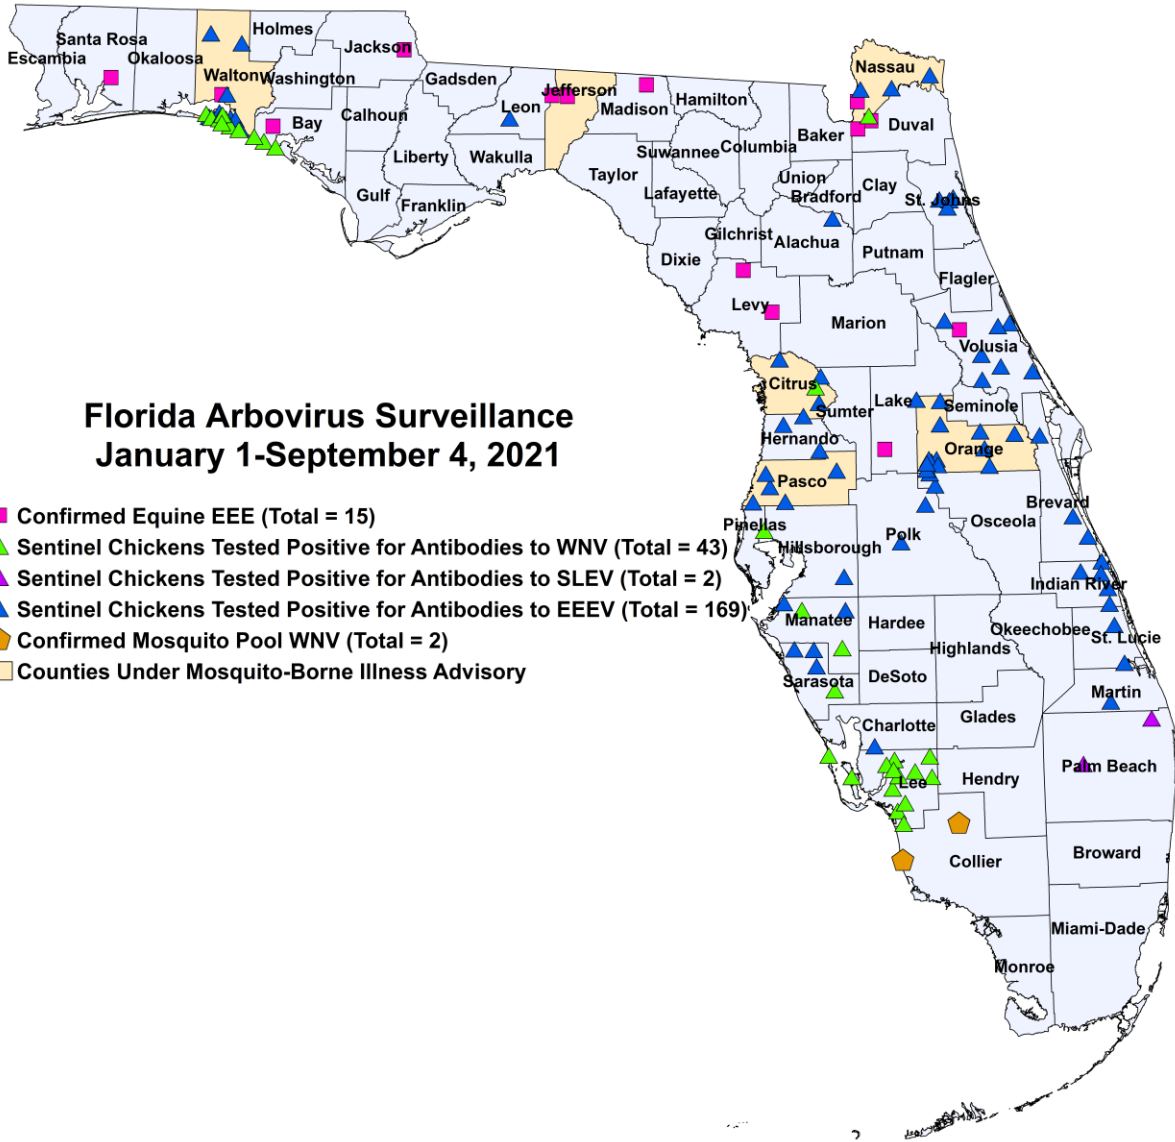 Escambia
Santa Rosa
Okaloosa
Walton
Holmes
Washington
Jackson
Bay
Calhoun
Gulf
Gadsden
Liberty
Franklin
Leon
Wakulla
Jefferson
Madison
Taylor
Hamilton
Suwannee
Lafayette
Columbia
Dixie
Gilchrist
Baker
Union
Bradford
Alachua
Nassau
Duval
Clay
St. Johns
Putnam
Flagler
Levy
Marion
Volusia
Citrus
Sumter
Lake
Seminole
Hernando
Orange
Pasco
Brevard
Pinellas
Hillsborough
Polk
Osceola
Indian River
Manatee
Hardee
Highlands
Okeechobee
St. Lucie
Sarasota
DeSoto
Martin
Charlotte
Glades
Lee
Hendry
Palm Beach
Collier
Broward
Miami-Dade
Monroe
Florida Arbovirus Surveillance
January 1-September 4, 2021
Confirmed Equine EEE (Total = 15)
Sentinel Chickens Tested Positive for Antibodies to WNV (Total = 43)
Sentinel Chickens Tested Positive for Antibodies to SLEV (Total = 2)
Sentinel Chickens Tested Positive for Antibodies to EEEV (Total = 169)
Confirmed Mosquito Pool WNV (Total = 2)
Counties Under Mosquito-Borne Illness Advisory